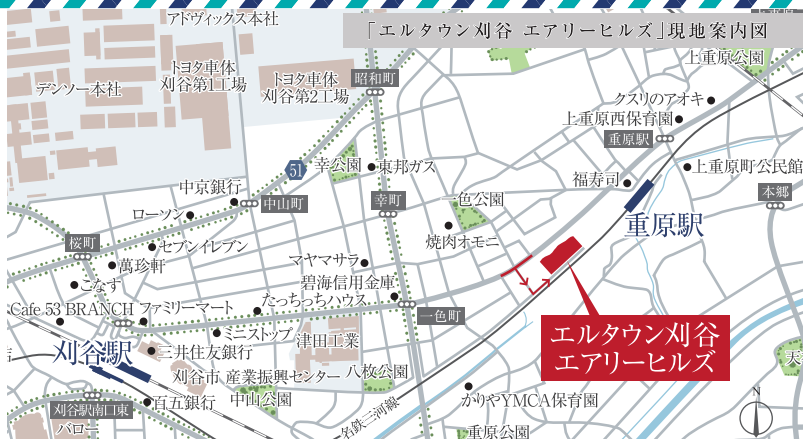 アドヴィックス本社
「エルタウン刈谷 エアリーヒルズ」現地案内図
上重原公園
デンソー本社
トヨタ車体
刈谷第1工場
トヨタ車体
刈谷第2工場
昭和町
クスリのアオキ
上重原西保育園
重原駅
51
幸公園
東邦ガス
上重原町公民館
福寿司
中京銀行
ローソン
中山町
幸町
一色公園
本郷
重原駅
桜町
セブンイレブン
焼肉オモニ
萬珍軒
マヤマサラ
こなす
碧海信用金庫
たっちっちハウス
Cafe 53 BRANCH
ファミリーマート
一色町
ミニストップ
津田工業
エルタウン刈谷
エアリーヒルズ
刈谷駅
三井住友銀行
刈谷市 産業振興センター
八枚公園
中山公園
刈谷駅南口東
百五銀行
バロー
名鉄三河線
かりやYMCA保育園
重原公園
N